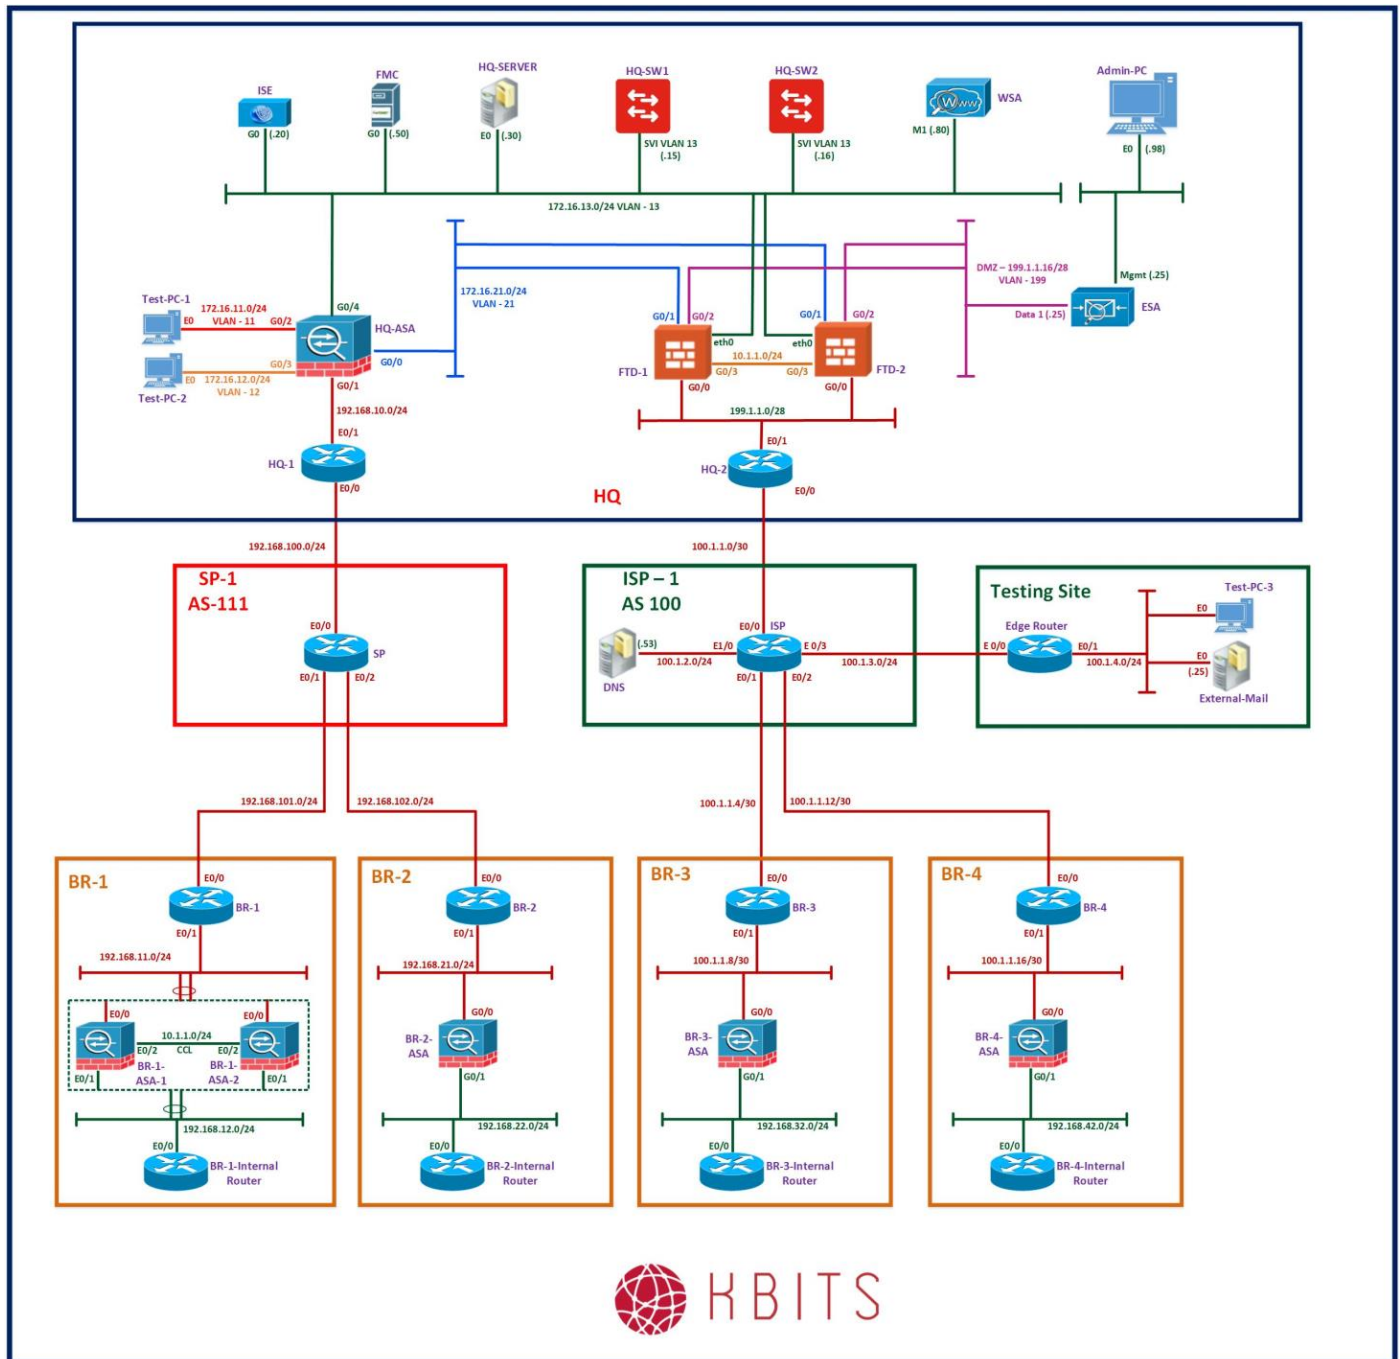 ISE
FMC
HQ-SERVER
HQ-SW1
HQ-SW2
WSA
Admin-PC
G0 (.20)
G0 (.50)
E0 (.30)
SVI VLAN 13
(.15)
SVI VLAN 13
(.16)
M1 (.80)
E0 (.98)
172.16.13.0/24 VLAN - 13
172.16.21.0/24
VLAN - 21
DMZ – 199.1.1.16/28
VLAN - 199
Mgmt (.25)
Data 1 (.25)
ESA
Test-PC-1
E0
172.16.11.0/24
VLAN - 11
G0/2
G0/4
HQ-ASA
G0/0
G0/3
E0
172.16.12.0/24
VLAN - 12
Test-PC-2
G0/1
G0/1
G0/2
eth0
10.1.1.0/24
G0/3
G0/3
FTD-1
G0/0
G0/1
G0/2
eth0
FTD-2
G0/0
192.168.10.0/24
199.1.1.0/28
E0/1
HQ-1
E0/0
E0/1
HQ-2
E0/0
HQ
192.168.100.0/24
100.1.1.0/30
SP-1
AS-111
E0/0
SP
E0/1
E0/2
ISP – 1
AS 100
E0/0
ISP
(.53)
E1/0
100.1.2.0/24
DNS
E 0/3
E0/1
E0/2
100.1.3.0/24
Testing Site
Edge Router
E 0/0
E0/1
100.1.4.0/24
Test-PC-3
E0
E0
(.25)
External-Mail
192.168.101.0/24
192.168.102.0/24
100.1.1.4/30
100.1.1.12/30
BR-1
E0/0
BR-1
E0/1
192.168.11.0/24
E0/0
E0/0
10.1.1.0/24
E0/2
CCL
E0/2
BR-1-
ASA-1
BR-1-
ASA-2
E0/1
E0/1
192.168.12.0/24
E0/0
BR-1-Internal
Router
BR-2
E0/0
BR-2
E0/1
192.168.21.0/24
G0/0
BR-2-
ASA
G0/1
192.168.22.0/24
E0/0
BR-2-Internal
Router
BR-3
E0/0
BR-3
E0/1
100.1.1.8/30
G0/0
BR-3-
ASA
G0/1
192.168.32.0/24
E0/0
BR-3-Internal
Router
BR-4
E0/0
BR-4
E0/1
100.1.1.16/30
G0/0
BR-4-
ASA
G0/1
192.168.42.0/24
E0/0
BR-4-Internal
Router
KBITS